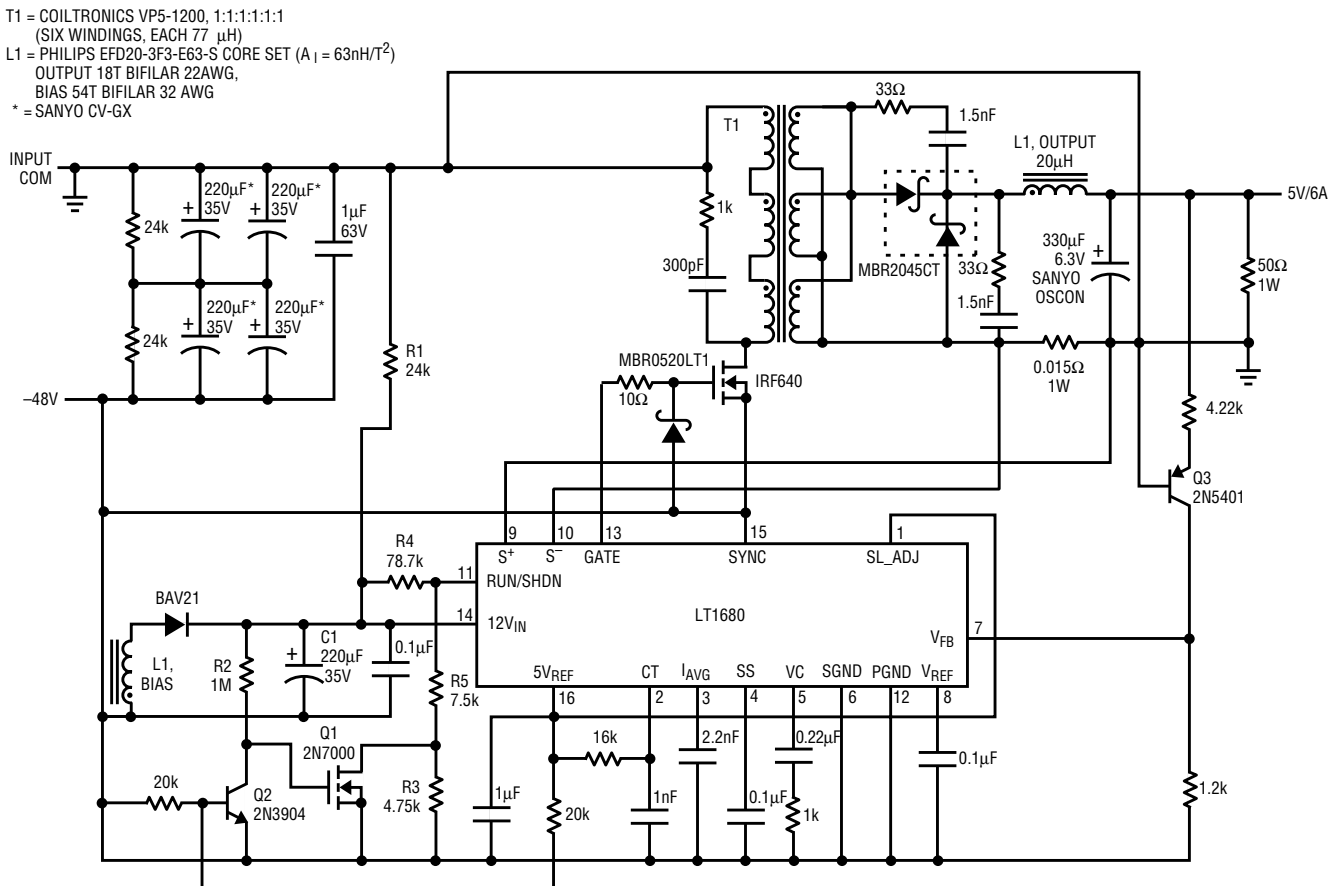 T1 = COILTRONICS VP5-1200, 1:1:1:1:1:1
(SIX WINDINGS, EACH 77 µH)
L1 = PHILIPS EFD20-3F3-E63-S CORE SET (A l = 63nH/T²)
OUTPUT 18T BIFILAR 22AWG,
BIAS 54T BIFILAR 32 AWG
* = SANYO CV-GX
INPUT
COM
24k
220µF*
35V
220µF*
35V
1µF
63V
24k
220µF*
35V
220µF*
35V
–48V
R1
24k
T1
1k
300pF
33Ω
1.5nF
L1, OUTPUT
20µH
5V/6A
MBR2045CT
33Ω
1.5nF
330µF
6.3V
SANYO
OSCON
50Ω
1W
0.015Ω
1W
MBR0520LT1
10Ω
IRF640
4.22k
Q3
2N5401
R4
78.7k
9
10
13
15
1
S+
S–
GATE
SYNC
SL_ADJ
11
RUN/SHDN
14
12VIN
LT1680
VFB
7
5VREF
CT
IAVG
SS
VC
SGND
PGND
VREF
16
2
3
4
5
6
12
8
BAV21
L1,
BIAS
R2
1M
C1
220µF
35V
0.1µF
R5
7.5k
Q1
2N7000
20k
Q2
2N3904
R3
4.75k
1µF
16k
20k
1nF
2.2nF
0.1µF
0.22µF
1k
0.1µF
1.2k